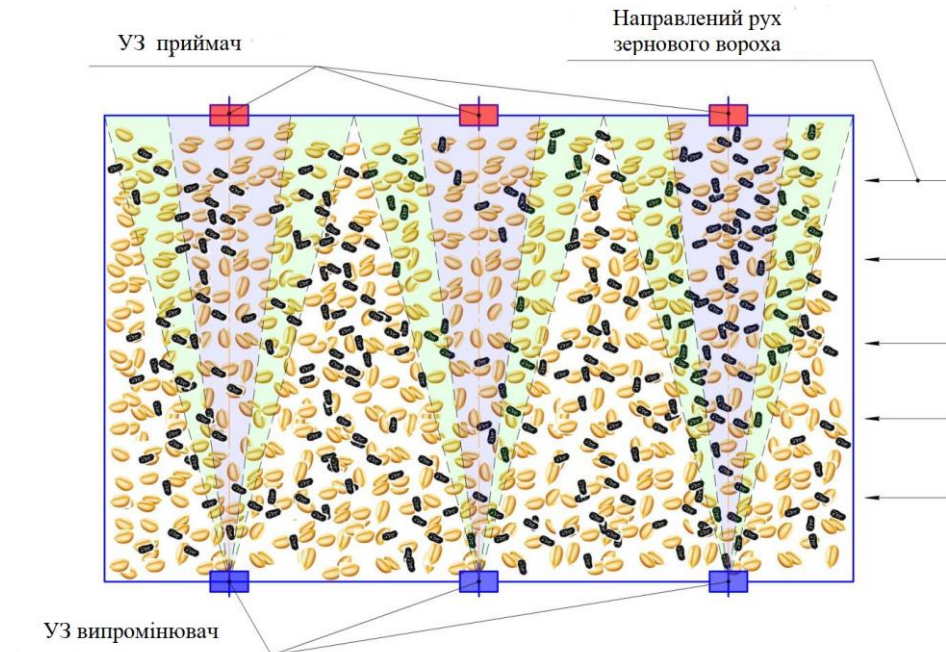 УЗ приймач
Направлений рух
зернового вороха
УЗ випромінювач